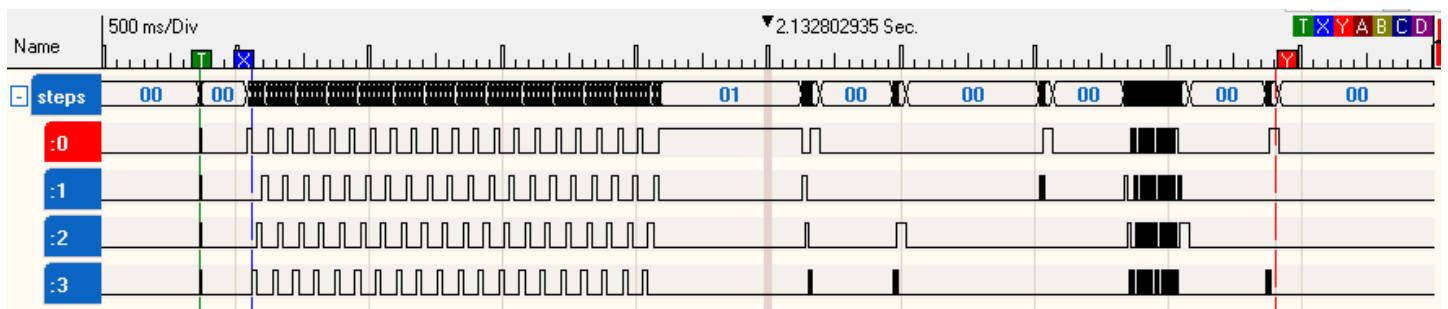 500 ms/Div
2.132802935 Sec.
T X Y A B C D
Name
T X Y
- steps 00 00 01 00 00 00 00 00
:0
:1
:2
:3